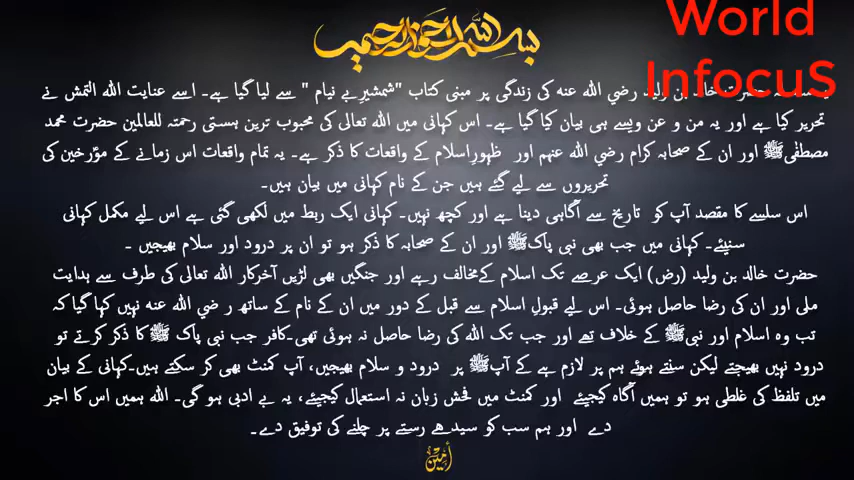 بسم الله الرحمن الرحيم
World
InfocuS
حضرت خالد بن ولید رضي الله عنه کی زندگی پر مبنی کتاب "شمشیرِ بے نیام " سے لیا گیا ہے۔ اسے عنایت اللہ التمش نے
تحریر کیا ہے اور یہ من و عن ویسے ہی بیان کیا گیا ہے۔ اس کہانی میں اللہ تعالی کی محبوب ترین ہستی رحمتہ للعالمین حضرت محمد
مصطفٰیﷺ اور ان کے صحابہ کرام رضي الله عنہم اور ظہورِاسلام کے واقعات کا ذکر ہے۔ یہ تمام واقعات اس زمانے کے مؤرخین کی
تحریروں سے لیے گئے ہیں جن کے نام کہانی میں بیان ہیں۔
اس سلسے کا مقصد آپ کو تاریخ سے آگاہی دینا ہے اور کچھ نہیں۔ کہانی ایک ربط میں لکھی گئی ہے اس لیے مکمل کہانی
سنیئے۔ کہانی میں جب بھی نبی پاکﷺ اور ان کے صحابہ کا ذکر ہو تو ان پر درود اور سلام بھیجیں ۔
حضرت خالد بن ولید (رض) ایک عرصے تک اسلام کےمخالف رہے اور جنگیں بھی لڑیں آخرکار اللہ تعالی کی طرف سے ہدایت
ملی اور ان کی رضا حاصل ہوئی۔ اس لیے قبولِ اسلام سے قبل کے دور میں ان کے نام کے ساتھ ر ضي الله عنه نہیں کہا گیا کہ
تب وہ اسلام اور نبیﷺ کے خلاف تھے اور جب تک اللہ کی رضا حاصل نہ ہوئی تھی۔کافر جب نبی پاک ﷺ کا ذکر کرتے تو
درود نہیں بھیجتے لیکن سنتے ہوئے ہم پر لازم ہے کے آپﷺ پر درود و سلام بھیجیں، آپ کمنٹ بھی کر سکتے ہیں۔کہانی کے بیان
میں تلفظ کی غلطی ہو تو ہمیں آگاہ کیجیئے اور کمنٹ میں فحش زبان نہ استعمال کیجیئے، یہ بے ادبی ہو گی۔ اللہ ہمیں اس کا اجر
دے اور ہم سب کو سیدھے رستے پر چلنے کی توفیق دے۔
أمين